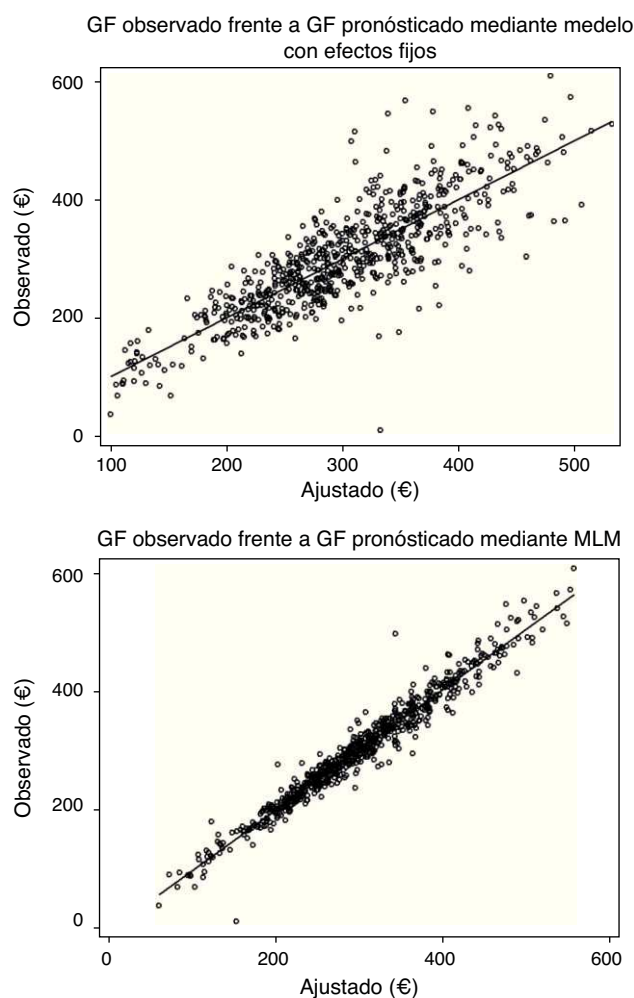 GF observado frente a GF pronósticado mediante medelo
con efectos fijos
600
400
200
0
Observado (€)
100
200
300
400
500
Ajustado (€)
GF observado frente a GF pronósticado mediante MLM
600
400
200
0
Observado (€)
0
200
400
600
Ajustado (€)